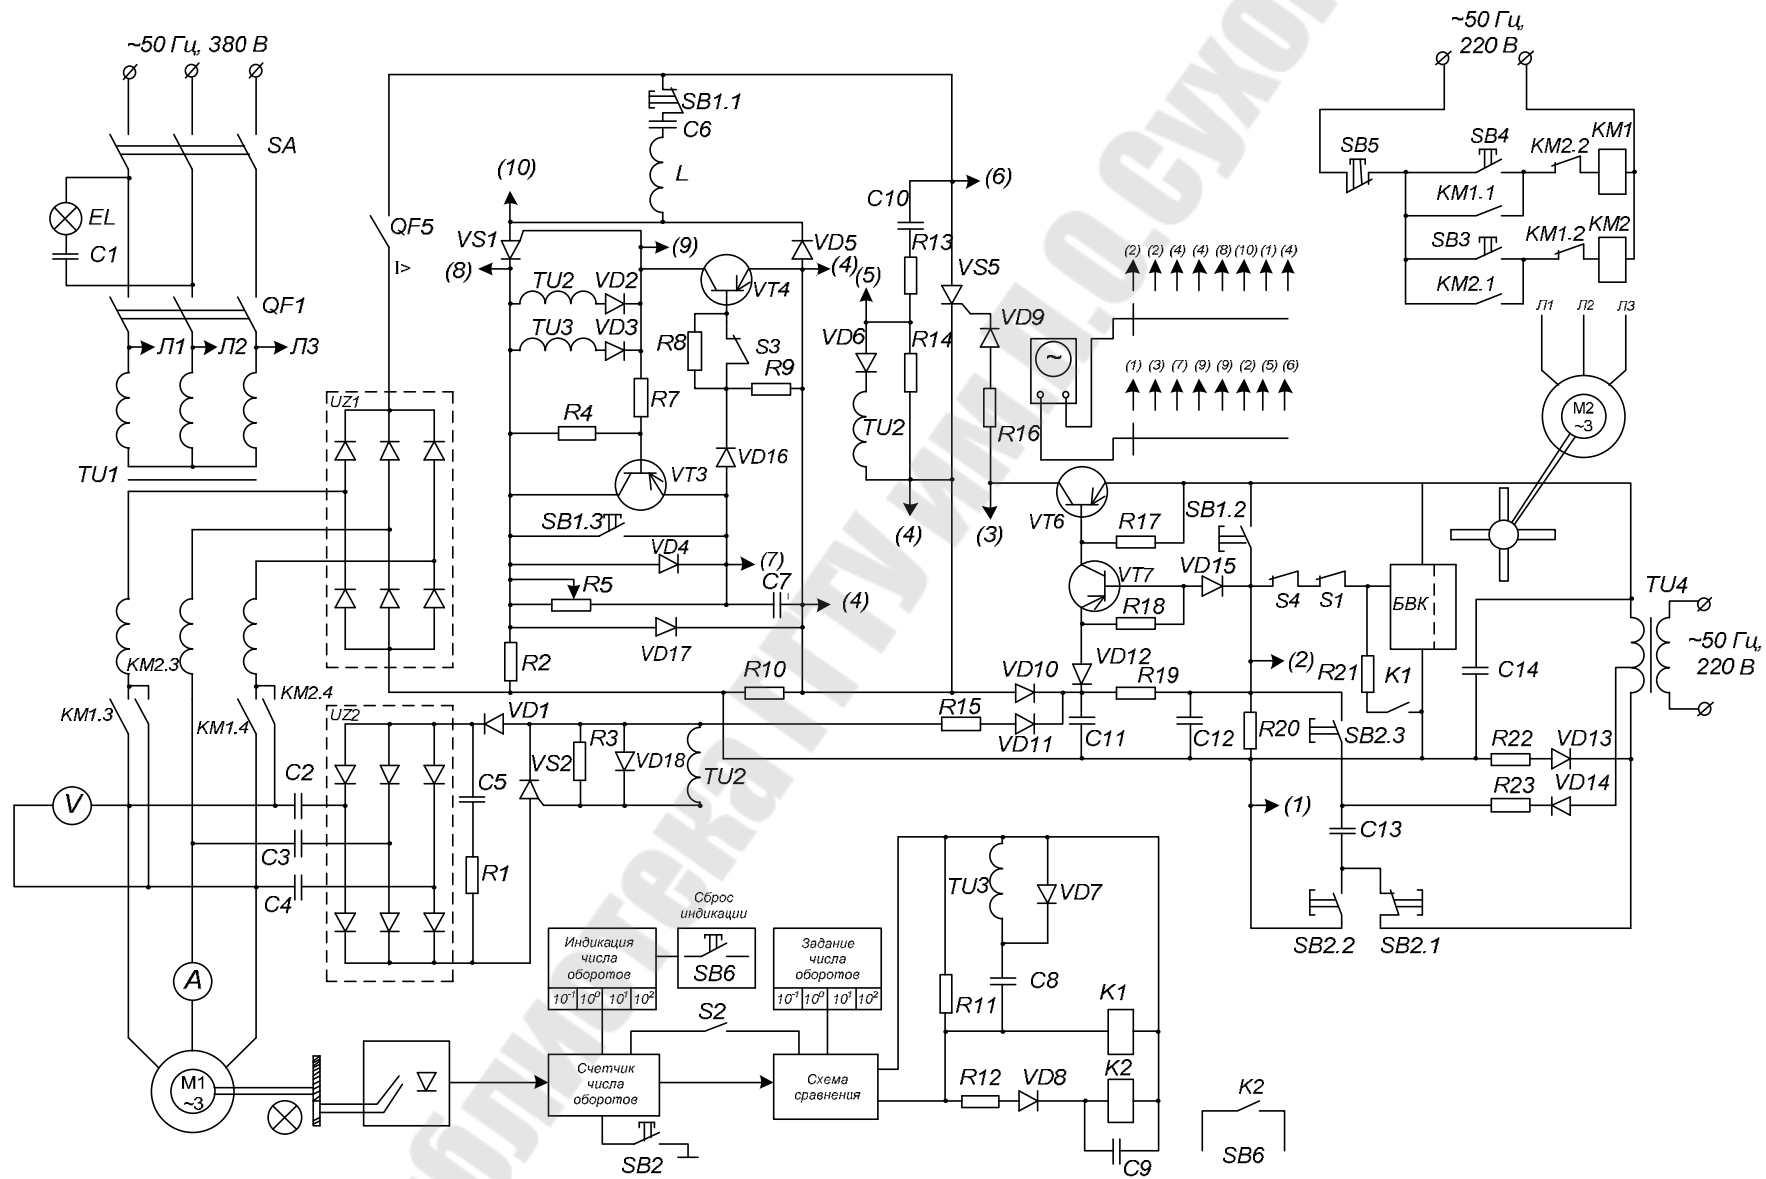 ~50 Гц, 380 В
SA
EL
C1
QF1
Л1
Л2
Л3
TU1
QF5
I>
UZ1
SB1.1
C6
L
(10)
VS1
(9)
(8)
VD5
(4)
VT4
TU2
VD2
TU3
VD3
R8
S3
R9
R7
R4
VT3
VD16
SB1.3
VD4
(7)
R5
C7
(4)
VD17
R2
R10
C10
(6)
R13
(5)
VD6
R14
TU2
(4)
VS5
VD9
R16
(3)
~
(2) (2) (4) (4) (8) (10) (1) (4)
(1) (3) (7) (9) (9) (2) (5) (6)
~50 Гц,
220 В
SB5
SB4
KM2.2
KM1
KM1.1
SB3
KM1.2
KM2
KM2.1
Л1
Л2
Л3
M2
~3
VT6
R17
SB1.2
VT7
VD15
R18
S4
S1
БВК
TU4
~50 Гц,
220 В
VD12
VD10
R19
(2)
R21
K1
C14
R15
VD11
C11
C12
R20
SB2.3
R22
VD13
R23
VD14
(1)
C13
SB2.2
SB2.1
KM2.3
KM2.4
KM1.3
KM1.4
UZ2
VD1
R3
VS2
VD18
TU2
C5
R1
V
C2
C3
C4
A
M1
~3
Индикация
числа
оборотов
10⁻¹ 10⁰ 10¹ 10²
Сброс
индикации
SB6
Задание
числа
оборотов
10⁻¹ 10⁰ 10¹ 10²
S2
Счетчик
числа
оборотов
Схема
сравнения
SB2
TU3
VD7
R11
C8
K1
R12
VD8
K2
C9
K2
SB6
библиотека ГГТУ им. П.О.Сухого